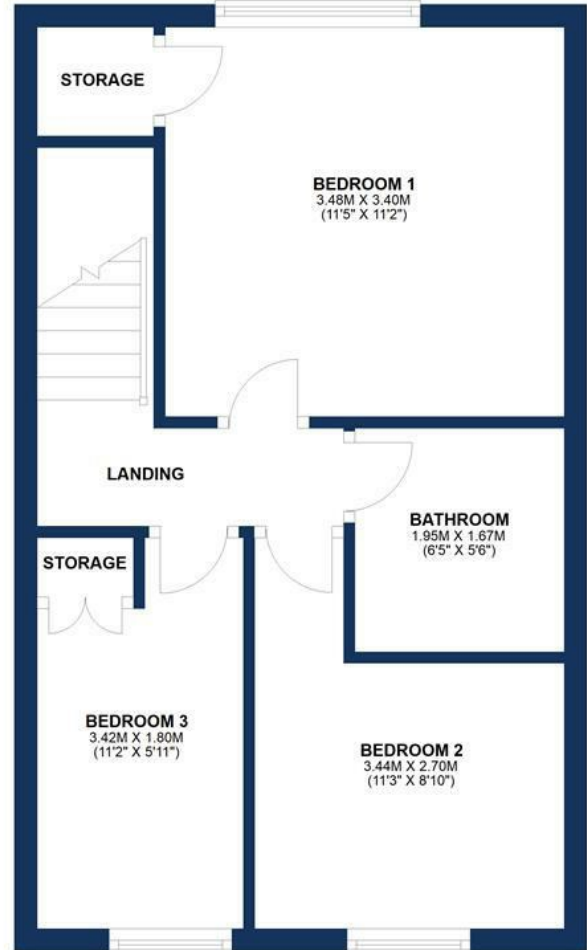 STORAGE
BEDROOM 1
3.48M X 3.40M
(11'5" X 11'2")
LANDING
BATHROOM
1.95M X 1.67M
(6'5" X 5'6")
STORAGE
BEDROOM 3
3.42M X 1.80M
(11'2" X 5'11")
BEDROOM 2
3.44M X 2.70M
(11'3" X 8'10")